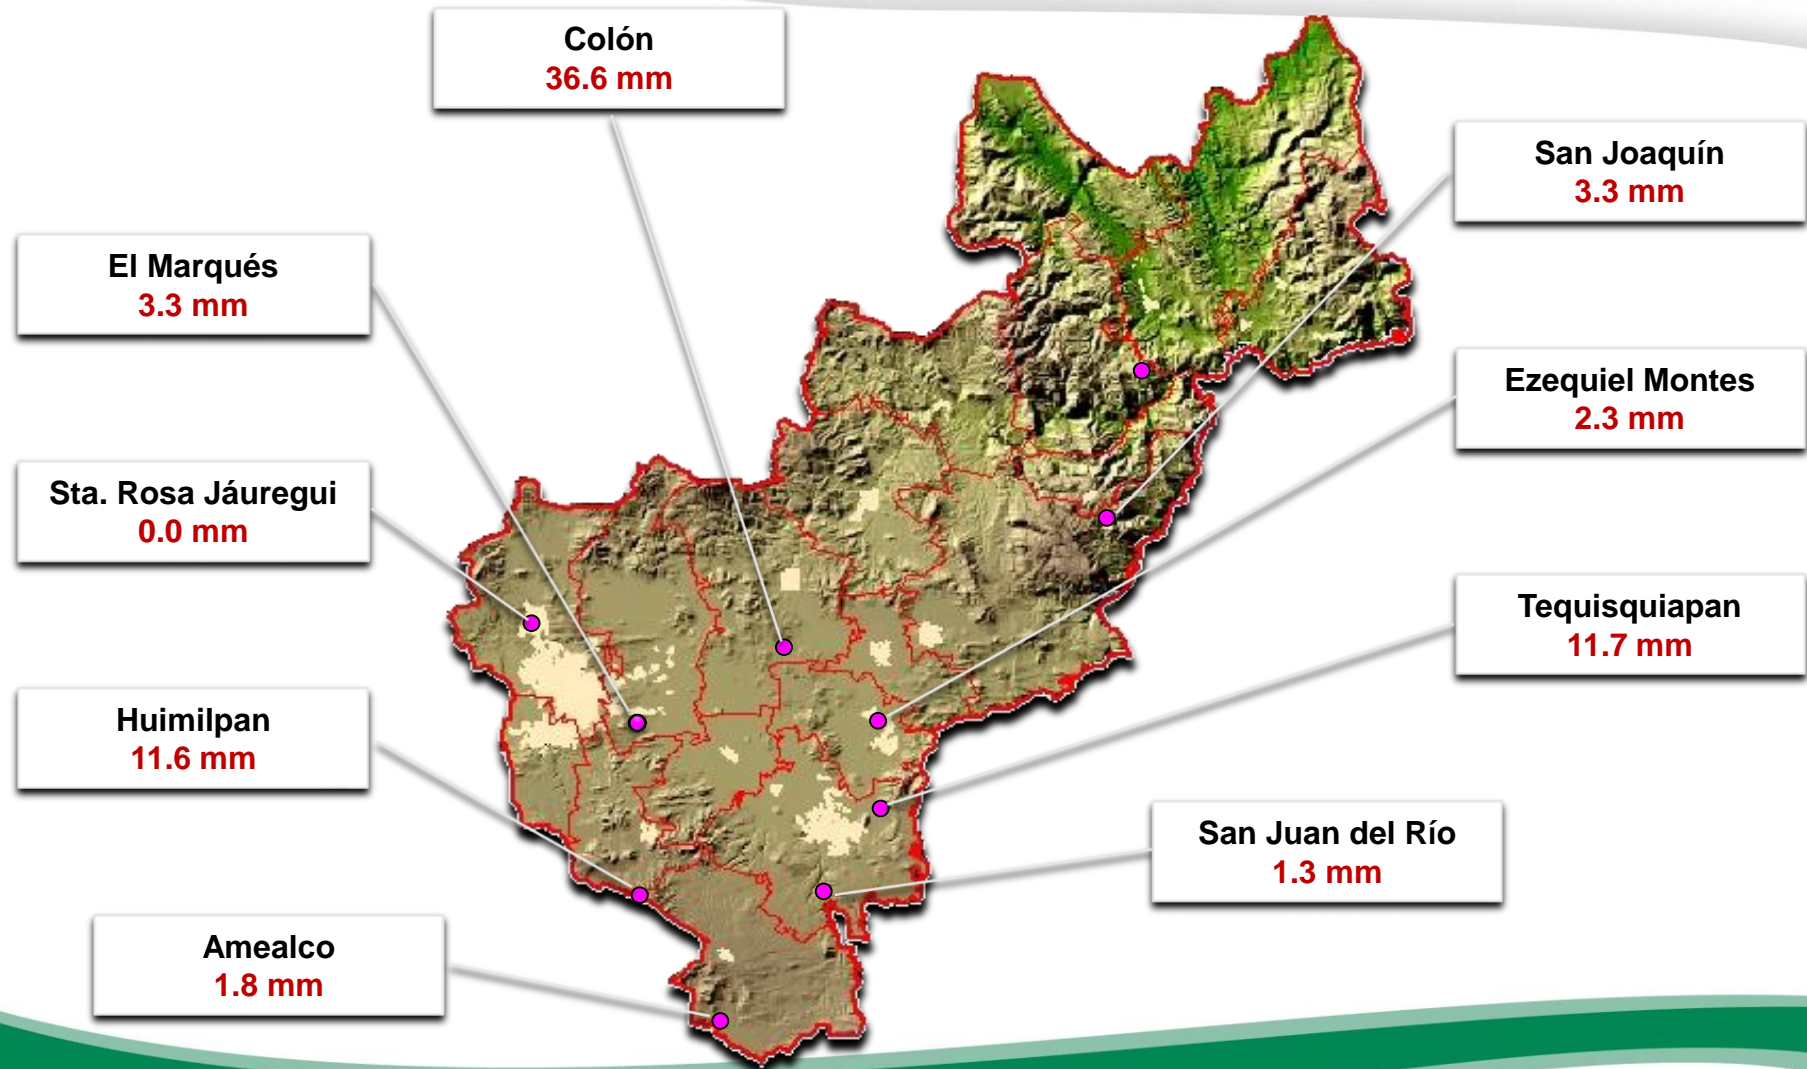 Colón
36.6 mm
San Joaquín
3.3 mm
El Marqués
3.3 mm
Ezequiel Montes
2.3 mm
Sta. Rosa Jáuregui
0.0 mm
Tequisquiapan
11.7 mm
Huimilpan
11.6 mm
San Juan del Río
1.3 mm
Amealco
1.8 mm